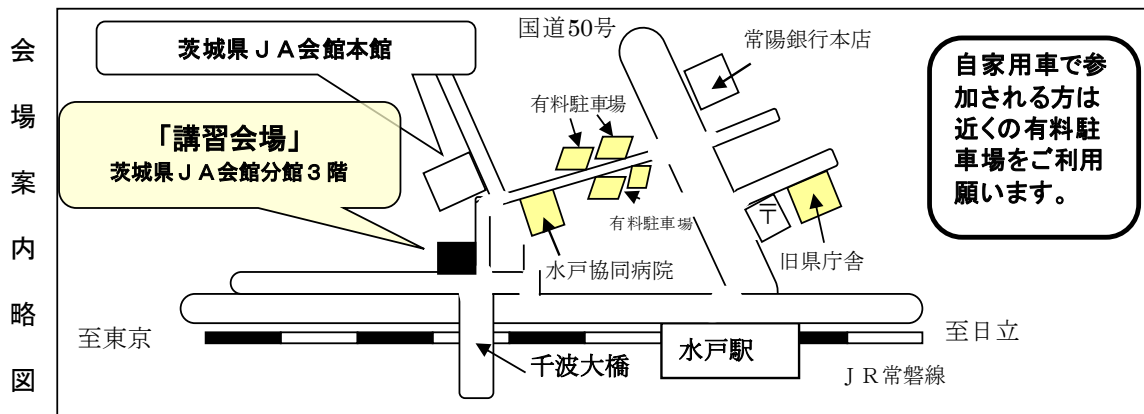 会場案内略図
国道50号
常陽銀行本店
茨城県ＪＡ会館本館
自家用車で参
加される方は
近くの有料駐
車場をご利用
願います。
有料駐車場
「講習会場」
茨城県ＪＡ会館分館３階
有料駐車場
〒
水戸協同病院
旧県庁舎
至東京
至日立
水戸駅
千波大橋
ＪＲ常磐線